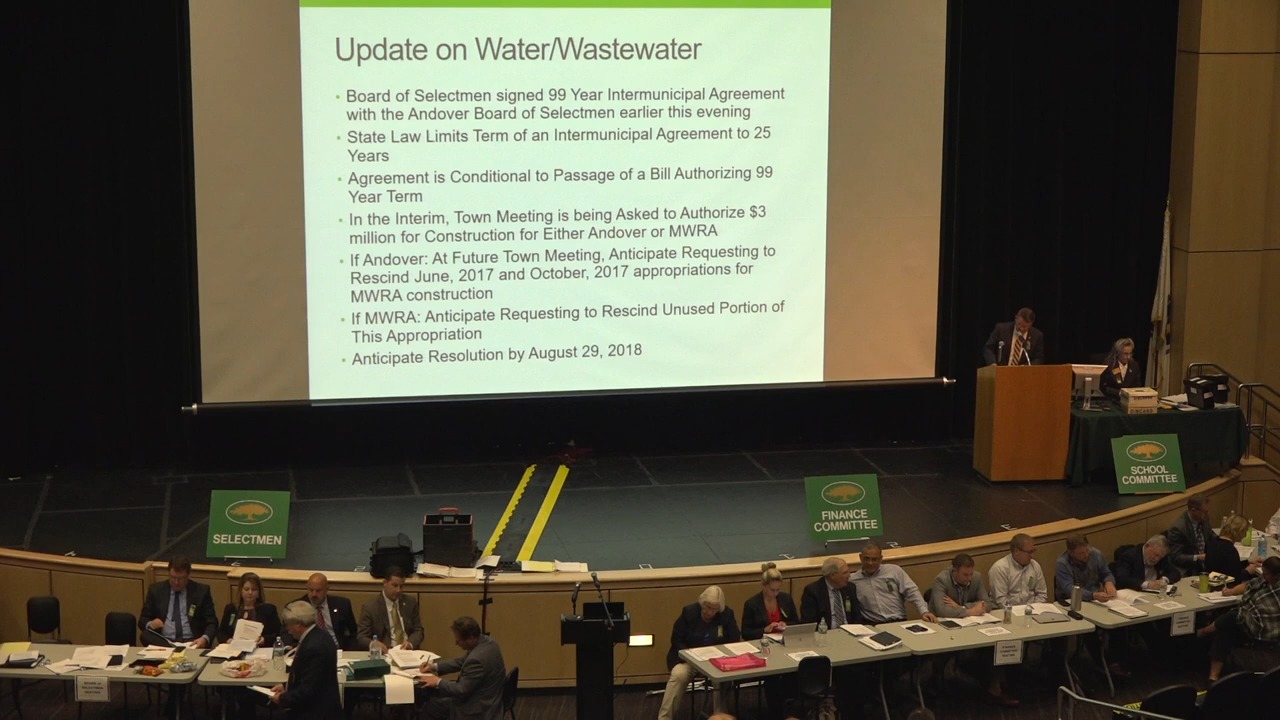 Update on Water/Wastewater
• Board of Selectmen signed 99 Year Intermunicipal Agreement
with the Andover Board of Selectmen earlier this evening
• State Law Limits Term of an Intermunicipal Agreement to 25
Years
• Agreement is Conditional to Passage of a Bill Authorizing 99
Year Term
• In the Interim, Town Meeting is being Asked to Authorize $3
million for Construction for Either Andover or MWRA
• If Andover: At Future Town Meeting, Anticipate Requesting to
Rescind June, 2017 and October, 2017 appropriations for
MWRA construction
• If MWRA: Anticipate Requesting to Rescind Unused Portion of
This Appropriation
• Anticipate Resolution by August 29, 2018
SCHOOL
COMMITTEE
FINANCE
COMMITTEE
SELECTMEN